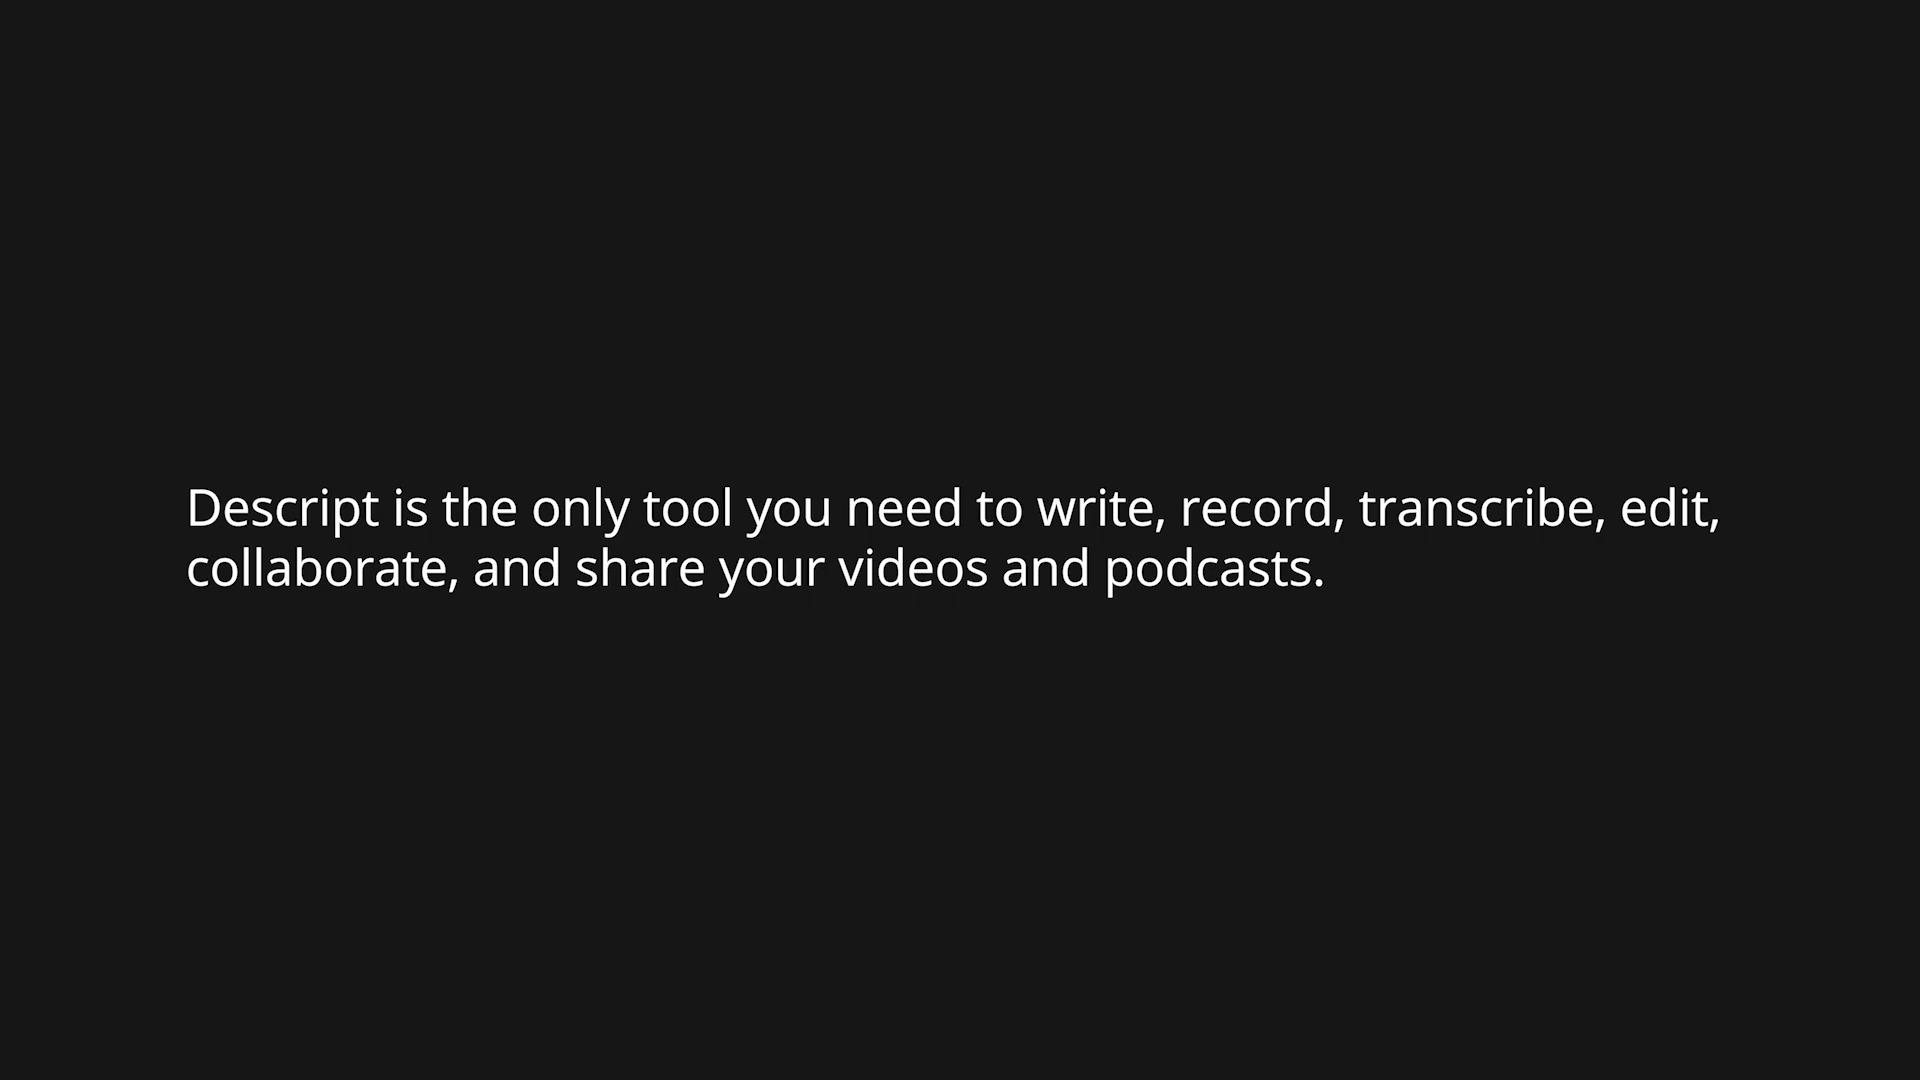 Descript is the only tool you need to write, record, transcribe, edit,
collaborate, and share your videos and podcasts.